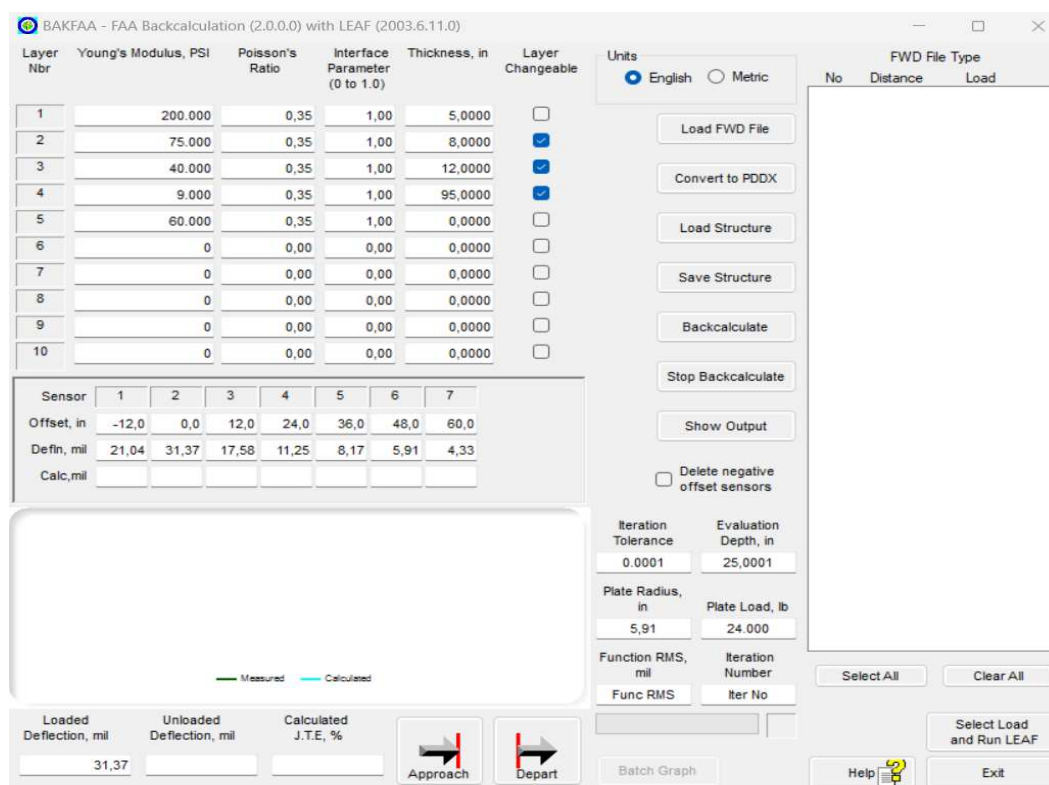 BAKFAA - FAA Backcalculation (2.0.0.0) with LEAF (2003.6.11.0)
Layer Nbr Young's Modulus, PSI Poisson's Ratio Interface Parameter (0 to 1.0) Thickness, in Layer Changeable
1 200.000 0,35 1,00 5,0000
2 75.000 0,35 1,00 8,0000
3 40.000 0,35 1,00 12,0000
4 9.000 0,35 1,00 95,0000
5 60.000 0,35 1,00 0,0000
6 0 0,00 0,00 0,0000
7 0 0,00 0,00 0,0000
8 0 0,00 0,00 0,0000
9 0 0,00 0,00 0,0000
10 0 0,00 0,00 0,0000
Sensor 1 2 3 4 5 6 7
Offset, in -12,0 0,0 12,0 24,0 36,0 48,0 60,0
Defln, mil 21,04 31,37 17,58 11,25 8,17 5,91 4,33
Calc,mil
Measured Calculated
Loaded Deflection, mil Unloaded Deflection, mil Calculated J.T.E, %
31,37
Approach
Depart
Units
English Metric
Load FWD File
Convert to PDDX
Load Structure
Save Structure
Backcalculate
Stop Backcalculate
Show Output
Delete negative
offset sensors
Iteration Tolerance Evaluation Depth, in
0.0001 25,0001
Plate Radius, in Plate Load, lb
5,91 24.000
Function RMS, mil Iteration Number
Func RMS Iter No
Batch Graph
FWD File Type
No Distance Load
Select All Clear All
Select Load
and Run LEAF
Help Exit